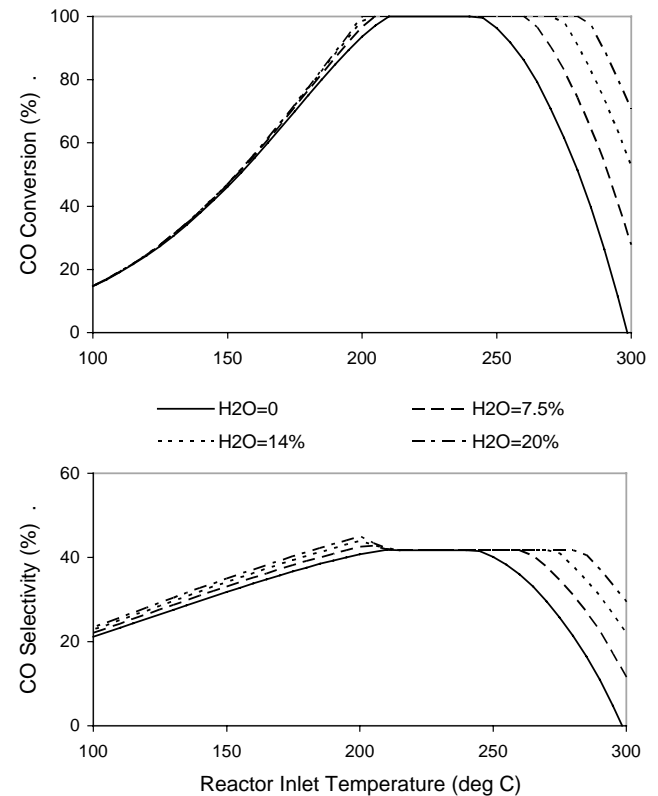 CO Conversion (%) .
100
80
60
40
20
0
100 150 200 250 300
H2O=0 H2O=7.5%
H2O=14% H2O=20%
CO Selectivity (%) .
60
40
20
0
100 150 200 250 300
Reactor Inlet Temperature (deg C)